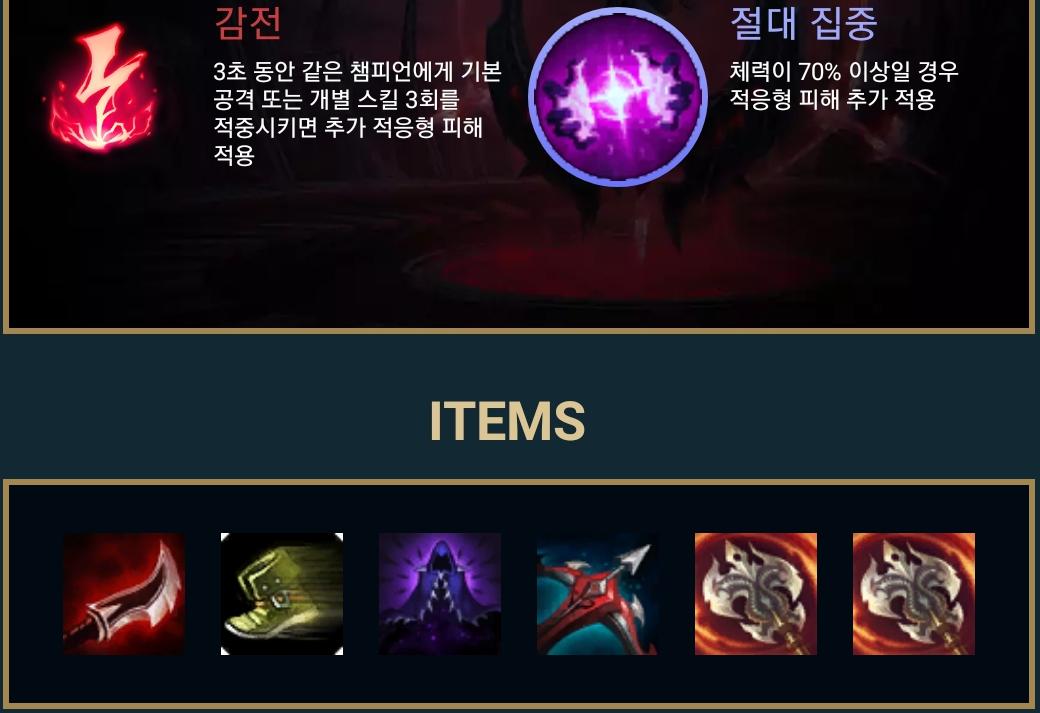 감전
3초 동안 같은 챔피언에게 기본
공격 또는 개별 스킬 3회를
적중시키면 추가 적응형 피해
적용
절대 집중
체력이 70% 이상일 경우
적응형 피해 추가 적용
ITEMS